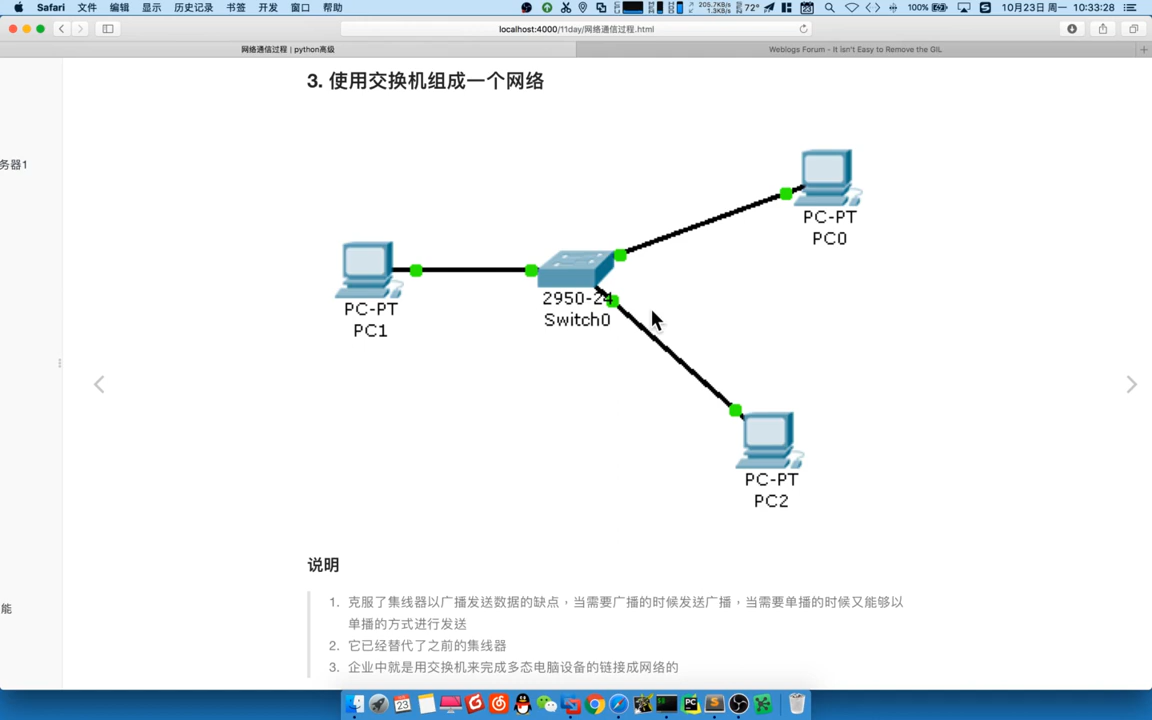 Safari 文件 编辑 显示 历史记录 书签 开发 窗口 帮助 205.7KB/s 1.3KB/s 72° 23 100% 10月23日 周一 10:33:28
localhost:4000/11day/网络通信过程.html
网络通信过程 | python高级 Weblogs Forum - It isn't Easy to Remove the GIL
3. 使用交换机组成一个网络
务器1
PC-PT
PC0
PC-PT
PC1
2950-24
Switch0
PC-PT
PC2
说明
能
1. 克服了集线器以广播发送数据的缺点，当需要广播的时候发送广播，当需要单播的时候又能够以
单播的方式进行发送
2. 它已经替代了之前的集线器
3. 企业中就是用交换机来完成多态电脑设备的链接成网络的
23 PC